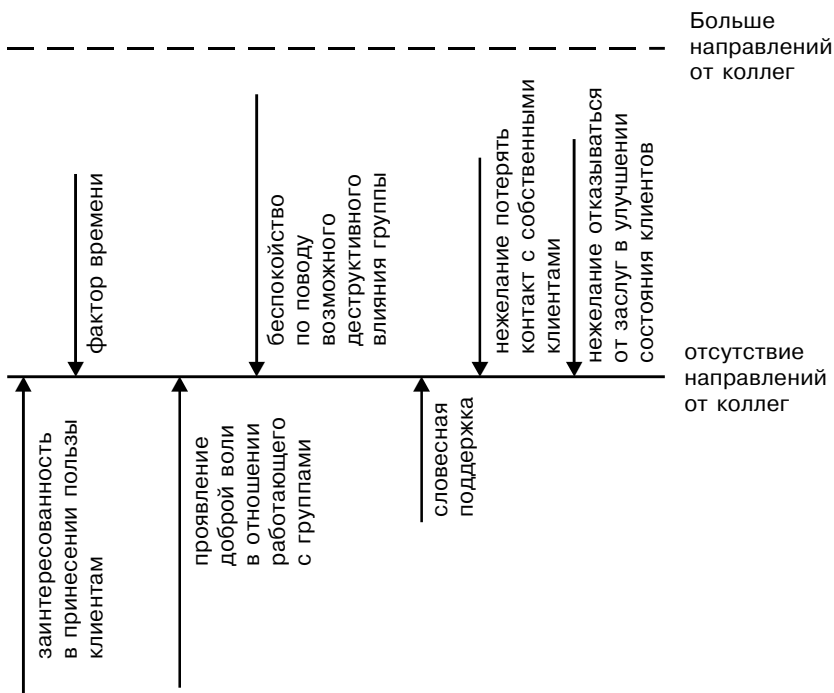 Больше
направлений
от коллег
фактор времени
беспокойство
по поводу
возможного
деструктивного
влияния группы
нежелание потерять
контакт с собственными
клиентами
нежелание отказываться
от заслуг в улучшении
состояния клиентов
отсутствие
направлений
от коллег
заинтересованность
в принесении пользы
клиентам
проявление
доброй воли
в отношении
работающего
с группами
словесная
поддержка